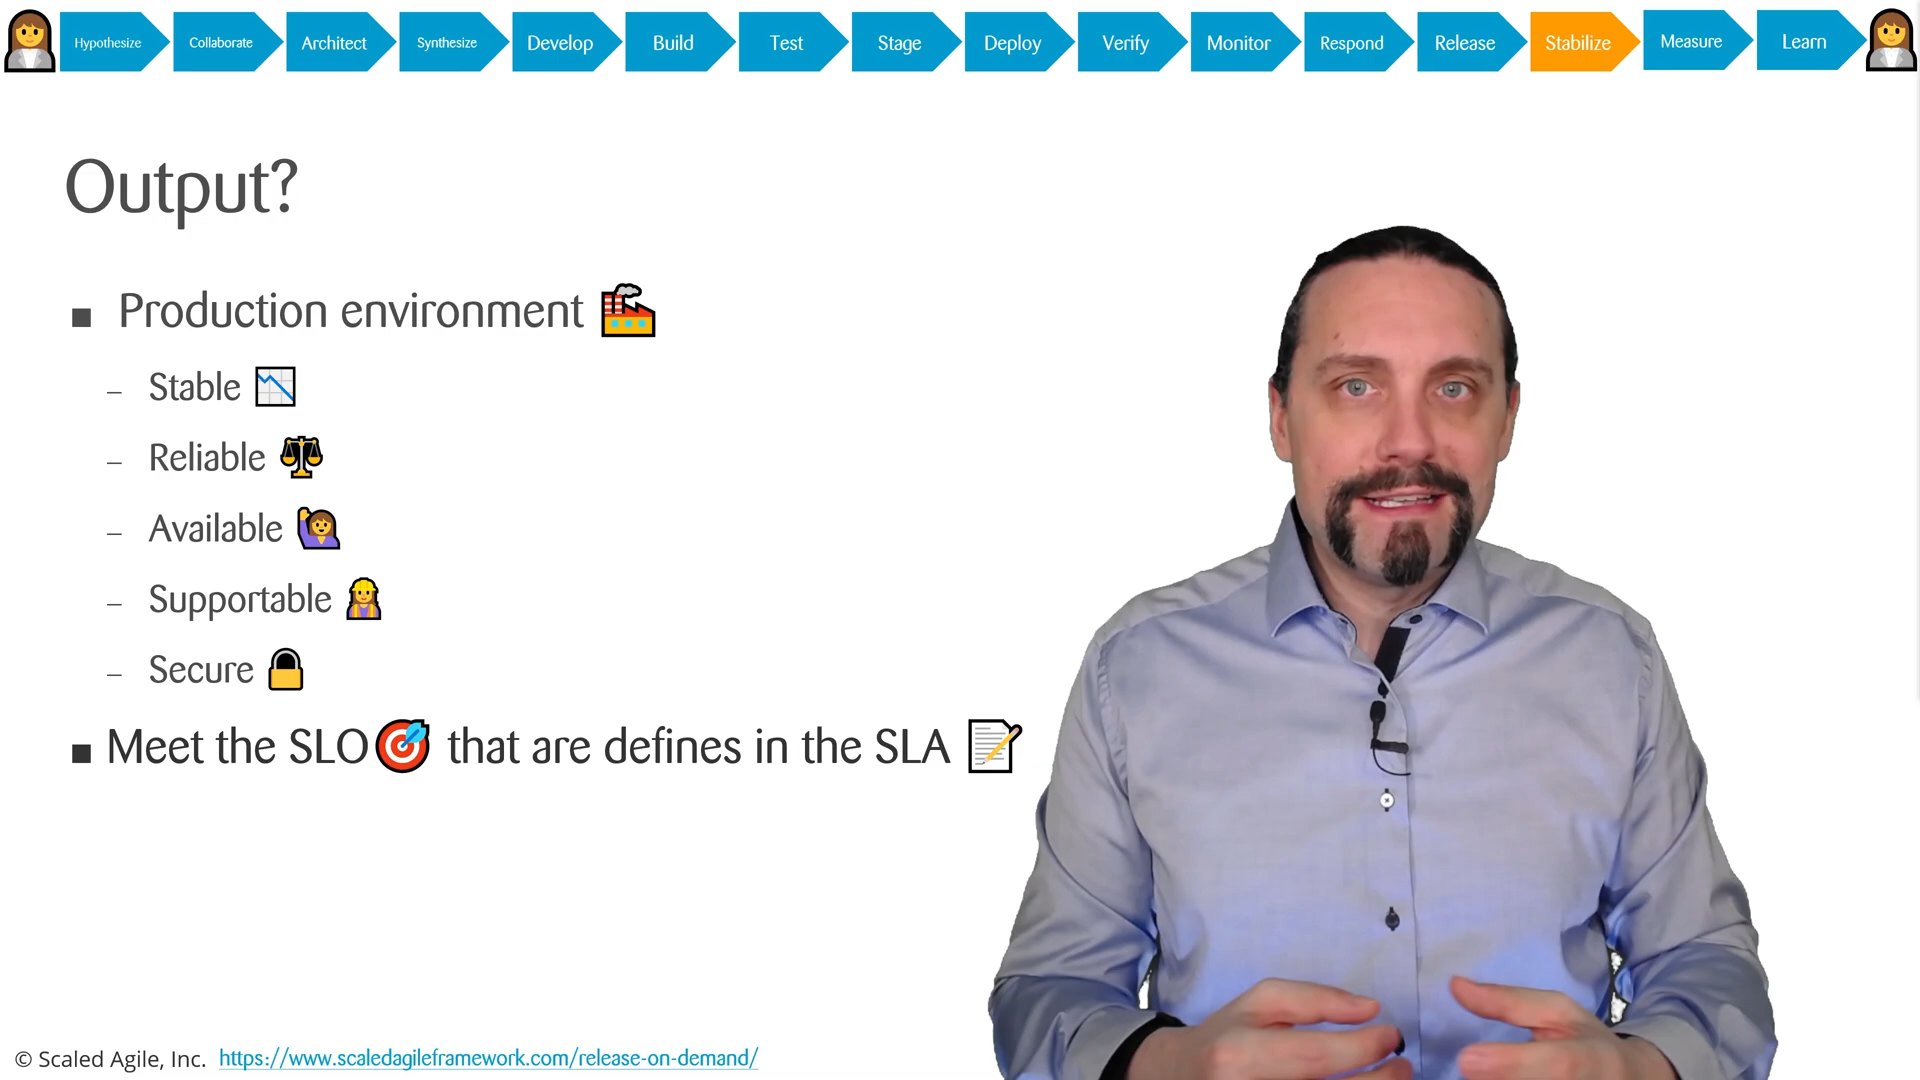 Hypothesize Collaborate Architect Synthesize Develop Build Test Stage Deploy Verify Monitor Respond Release Stabilize Measure Learn
Output?
■ Production environment
– Stable
– Reliable
– Available
– Supportable
– Secure
■ Meet the SLO that are defines in the SLA
© Scaled Agile, Inc. https://www.scaledagileframework.com/release-on-demand/